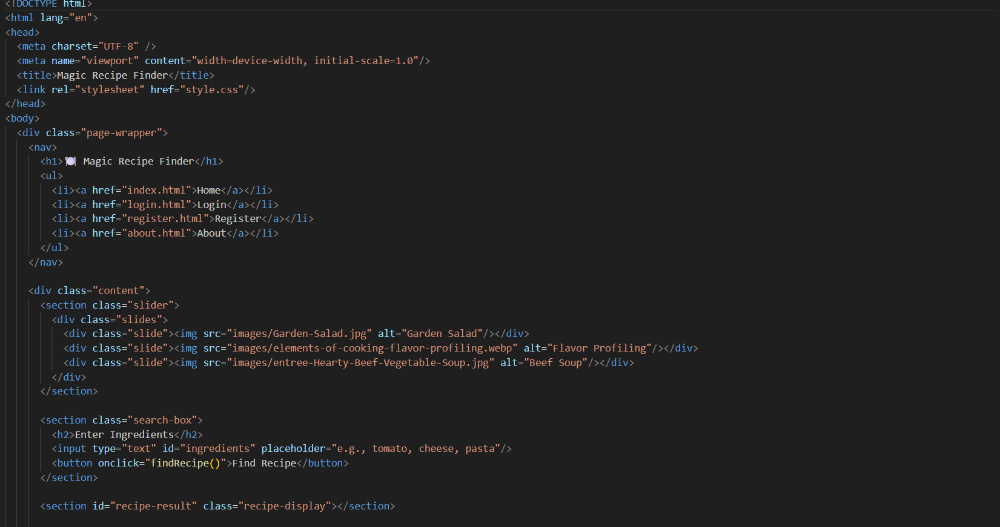 <!DOCTYPE html>
<html lang="en">
<head>
  <meta charset="UTF-8" />
  <meta name="viewport" content="width=device-width, initial-scale=1.0"/>
  <title>Magic Recipe Finder</title>
  <link rel="stylesheet" href="style.css"/>
</head>
<body>
  <div class="page-wrapper">
    <nav>
      <h1>🍽️ Magic Recipe Finder</h1>
      <ul>
        <li><a href="index.html">Home</a></li>
        <li><a href="login.html">Login</a></li>
        <li><a href="register.html">Register</a></li>
        <li><a href="about.html">About</a></li>
      </ul>
    </nav>

    <div class="content">
      <section class="slider">
        <div class="slides">
          <div class="slide"><img src="images/Garden-Salad.jpg" alt="Garden Salad"/></div>
          <div class="slide"><img src="images/elements-of-cooking-flavor-profiling.webp" alt="Flavor Profiling"/></div>
          <div class="slide"><img src="images/entree-Hearty-Beef-Vegetable-Soup.jpg" alt="Beef Soup"/></div>
        </div>
      </section>

      <section class="search-box">
        <h2>Enter Ingredients</h2>
        <input type="text" id="ingredients" placeholder="e.g., tomato, cheese, pasta"/>
        <button onclick="findRecipe()">Find Recipe</button>
      </section>

      <section id="recipe-result" class="recipe-display"></section>